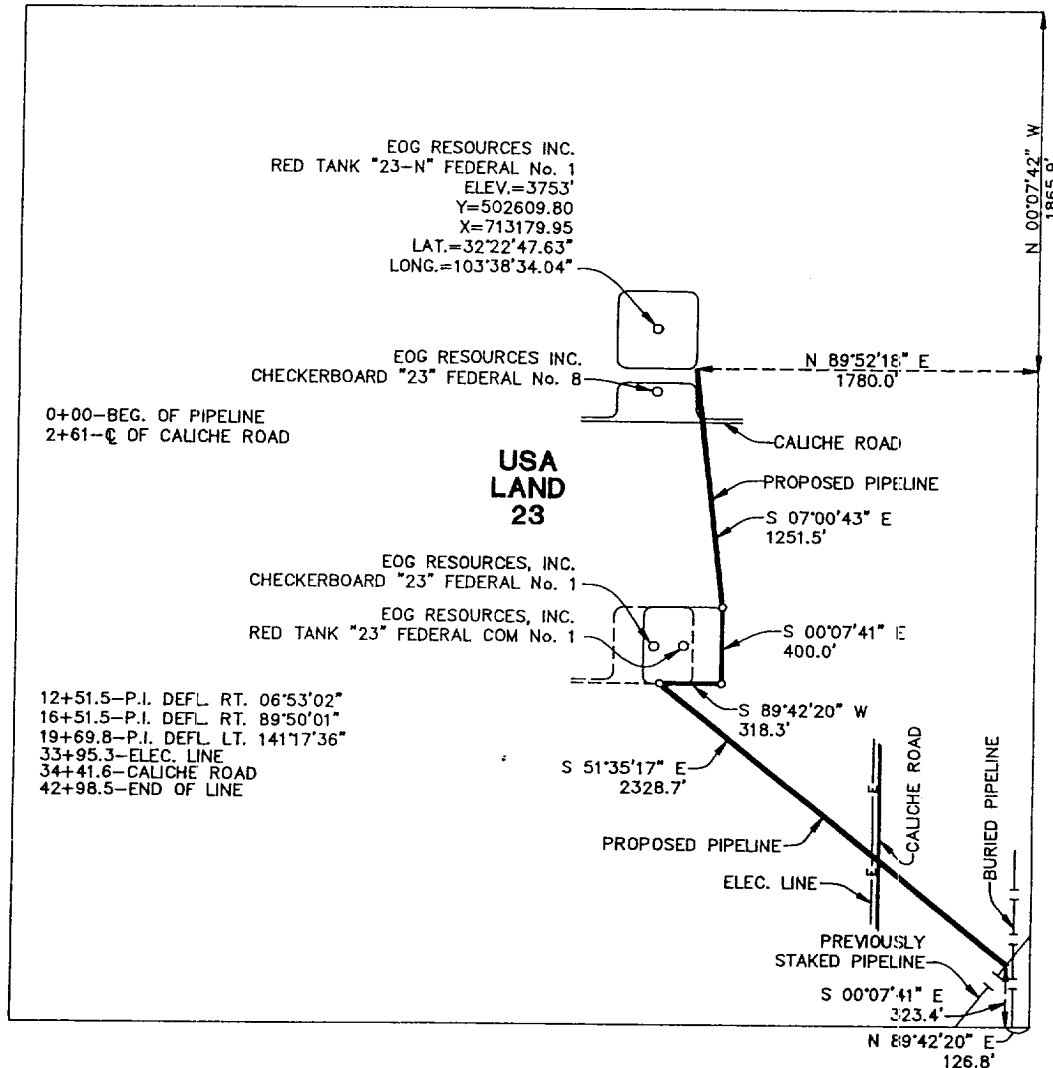 N 00°07'42" W
1865.9'
EOG RESOURCES INC.
RED TANK "23-N" FEDERAL No. 1
ELEV.=3753'
Y=502609.80
X=713179.95
LAT.=32°22'47.63"
LONG.=103°38'34.04"
N 89°52'18" E
1780.0'
EOG RESOURCES INC.
CHECKERBOARD "23" FEDERAL No. 8
0+00-BEG. OF PIPELINE
2+61-℄ OF CALICHE ROAD
CALICHE ROAD
USA
LAND
23
PROPOSED PIPELINE
S 07°00'43" E
1251.5'
EOG RESOURCES, INC.
CHECKERBOARD "23" FEDERAL No. 1
EOG RESOURCES, INC.
RED TANK "23" FEDERAL COM No. 1
S 00°07'41" E
400.0'
12+51.5-P.I. DEFL. RT. 06°53'02"
16+51.5-P.I. DEFL. RT. 89°50'01"
19+69.8-P.I. DEFL. LT. 141°17'36"
33+95.3-ELEC. LINE
34+41.6-CALICHE ROAD
42+98.5-END OF LINE
S 89°42'20" W
318.3'
S 51°35'17" E
2328.7'
PROPOSED PIPELINE
E
E
CALICHE ROAD
ELEC. LINE
BURIED PIPELINE
PREVIOUSLY
STAKED PIPELINE
S 00°07'41" E
323.4'
N 89°42'20" E
126.8'